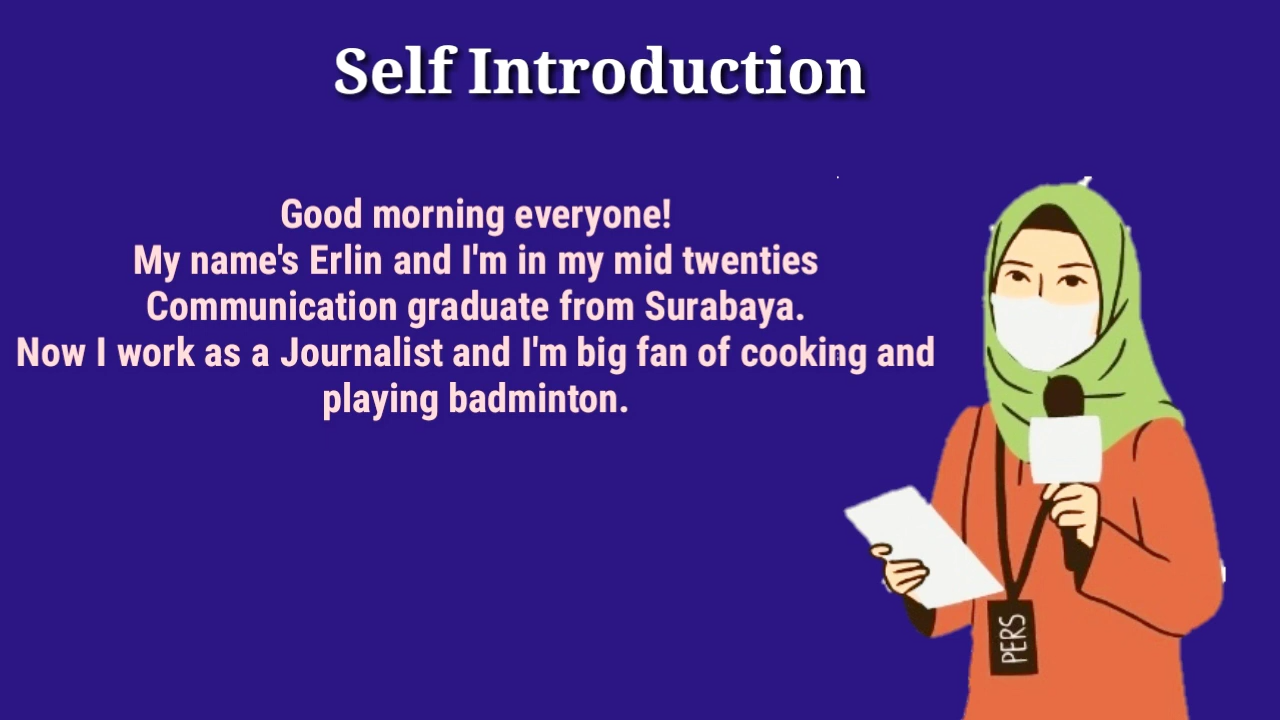 Self Introduction
Good morning everyone!
My name's Erlin and I'm in my mid twenties
Communication graduate from Surabaya.
Now I work as a Journalist and I'm big fan of cooking and
playing badminton.
PERS